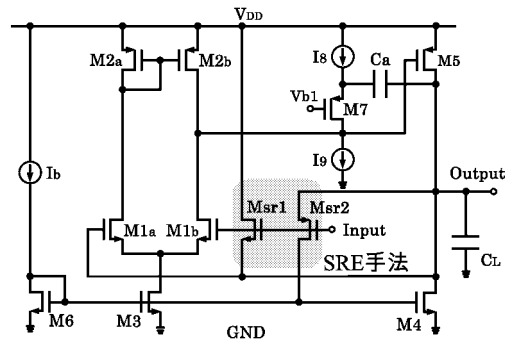 VDD
M2a
M2b
I8
Ca
M5
Vb1
M7
I9
Ib
Output
Msr1
Msr2
M1a
M1b
Input
SRE手法
CL
M6
M3
GND
M4